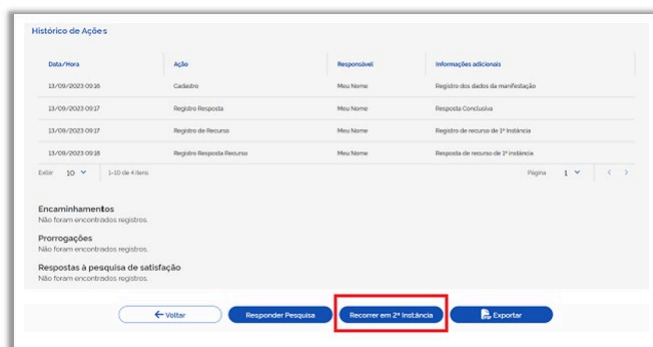 Histórico de Ações
Data/Hora Ação Responsável Informações adicionais
13/09/2023 09:16 Cadastro Meu Nome Registro dos dados da manifestação
13/09/2023 09:17 Registro Resposta Meu Nome Resposta Conclusiva
13/09/2023 09:17 Registro de Recurso Meu Nome Registro de recurso de 1ª Instância
13/09/2023 09:18 Registro Resposta Recurso Meu Nome Resposta de recurso de 1ª instância
Exibir 10 1-10 de 4 itens Página 1
Encaminhamentos
Não foram encontrados registros.
Prorrogações
Não foram encontrados registros.
Respostas à pesquisa de satisfação
Não foram encontrados registros.
Voltar Responder Pesquisa Recorrer em 2ª Instância Exportar